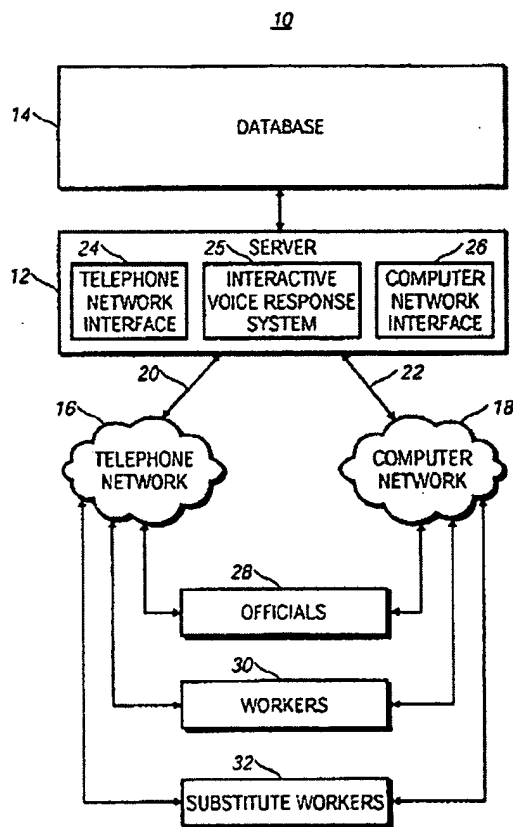 10
14
DATABASE
SERVER
12
24
TELEPHONE
NETWORK
INTERFACE
25
INTERACTIVE
VOICE RESPONSE
SYSTEM
26
COMPUTER
NETWORK
INTERFACE
20
22
16
TELEPHONE
NETWORK
18
COMPUTER
NETWORK
28
OFFICIALS
30
WORKERS
32
SUBSTITUTE WORKERS